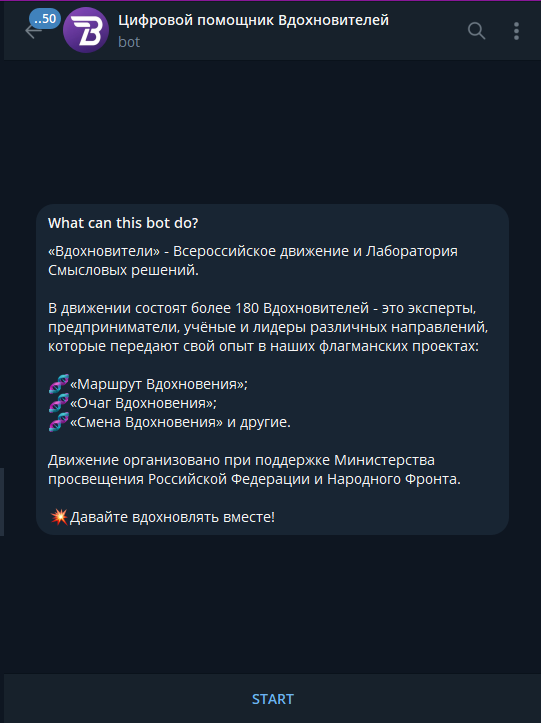 ..50
Цифровой помощник Вдохновителей
bot
What can this bot do?
«Вдохновители» - Всероссийское движение и Лаборатория
Смысловых решений.
В движении состоят более 180 Вдохновителей - это эксперты,
предприниматели, учёные и лидеры различных направлений,
которые передают свой опыт в наших флагманских проектах:
🧬«Маршрут Вдохновения»;
🧬«Очаг Вдохновения»;
🧬«Смена Вдохновения» и другие.
Движение организовано при поддержке Министерства
просвещения Российской Федерации и Народного Фронта.
💥Давайте вдохновлять вместе!
START